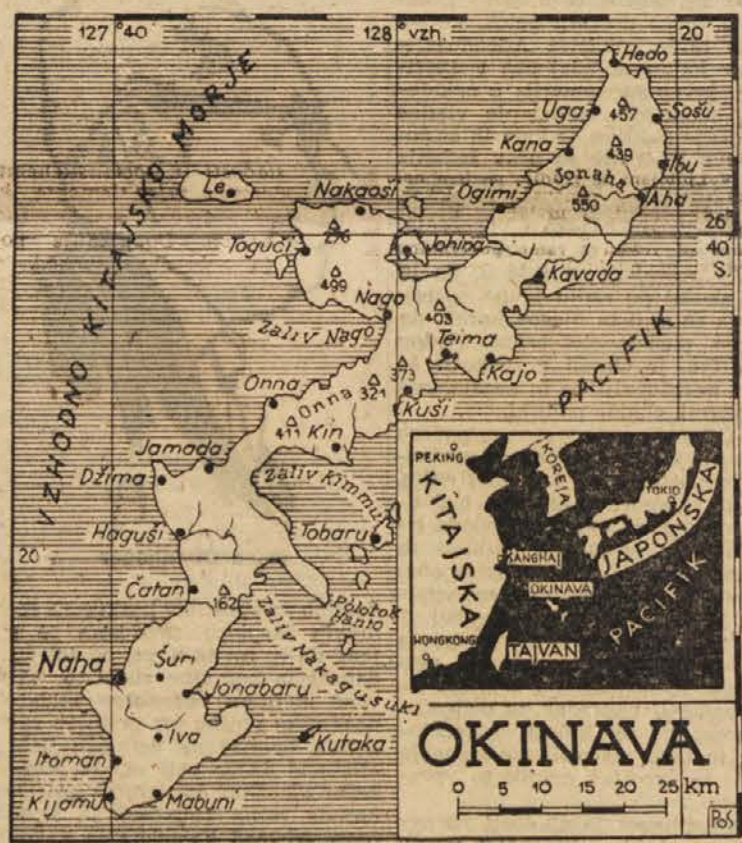 127 ° 40´ 128 ° vzh. 20´
Hedo
VZHODNO KITAJSKO MORJE
Uga 457 Sošu
Kana 439 Ibu
Jonaha
Le
Nakaoši Ogimi 550 Aha
26°
276 Johina 40´
Toguči S.
Kavada
499
Nago 403
Zaliv Nago
PACIFIK
Teima
Kajo
373
321
Onna Kuši
Onna
411 Kin
Jamada
Džima Zaliv Kimmu
Haguši Tobaru
20´
Čatan 162
Polotok
Hanto
Zaliv Nakagusuki
Naha Šuri
Jonabaru
Iva Kutaka
Itoman
Kijamu Mabuni
PEKING KOREJA
TOKIO
KITAJSKA
JAPONSKA
ŠANGHAJ
OKINAVA
PACIFIK
HONGKONG
TAJVAN
OKINAVA
0 5 10 15 20 25 km
PoS